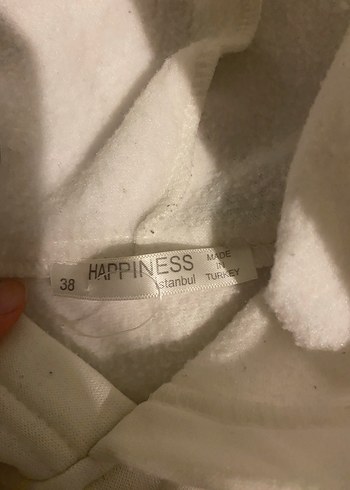 38
HAPPINESS
istanbul
MADE
IN
TURKEY